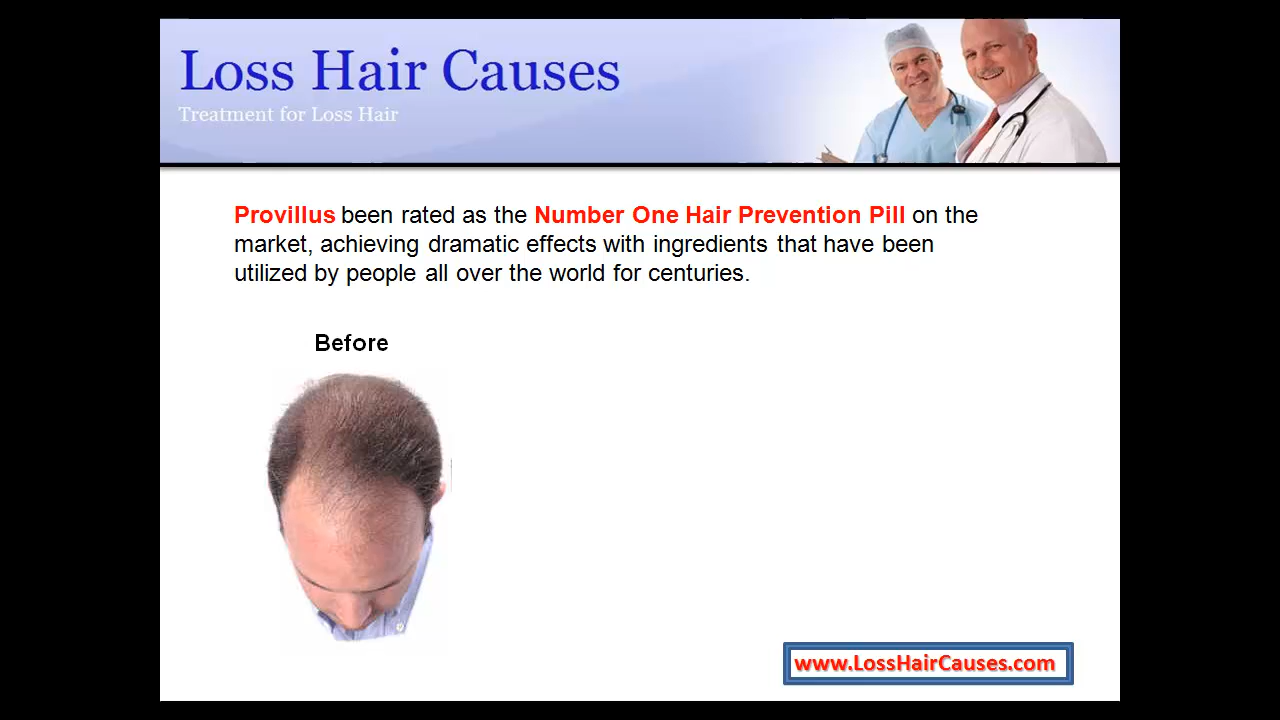 Loss Hair Causes
Treatment for Loss Hair
Provillus been rated as the Number One Hair Prevention Pill on the
market, achieving dramatic effects with ingredients that have been
utilized by people all over the world for centuries.
Before
www.LossHairCauses.com